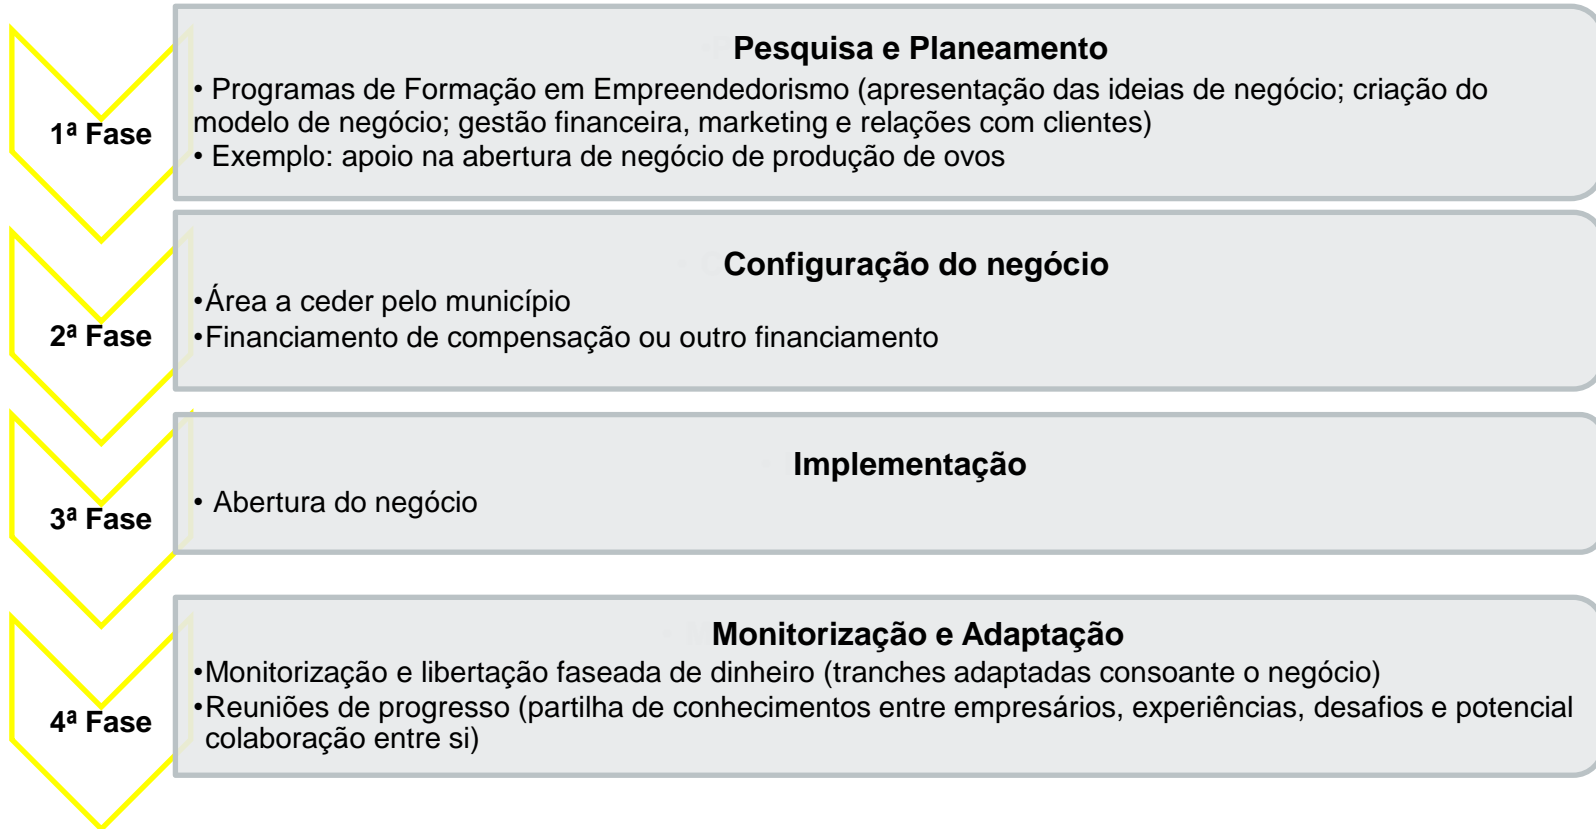 Pesquisa e Planeamento
• Programas de Formação em Empreendedorismo (apresentação das ideias de negócio; criação do
modelo de negócio; gestão financeira, marketing e relações com clientes)
• Exemplo: apoio na abertura de negócio de produção de ovos
1ª Fase
Configuração do negócio
•Área a ceder pelo município
•Financiamento de compensação ou outro financiamento
2ª Fase
Implementação
• Abertura do negócio
3ª Fase
Monitorização e Adaptação
•Monitorização e libertação faseada de dinheiro (tranches adaptadas consoante o negócio)
•Reuniões de progresso (partilha de conhecimentos entre empresários, experiências, desafios e potencial
colaboração entre si)
4ª Fase